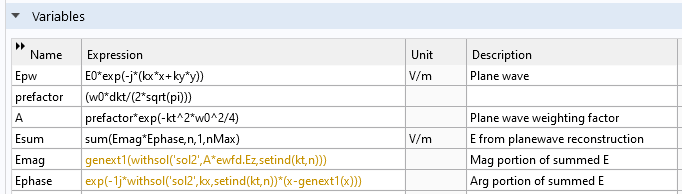 Variables
Name Expression Unit Description
Epw E0*exp(-j*(kx*x+ky*y)) V/m Plane wave
prefactor (w0*dkt/(2*sqrt(pi)))
A prefactor*exp(-kt^2*w0^2/4) Plane wave weighting factor
Esum sum(Emag*Ephase,n,1,nMax) V/m E from planewave reconstruction
Emag genext1(withsol('sol2',A*ewfd.Ez,setind(kt,n))) Mag portion of summed E
Ephase exp(-1j*withsol('sol2',kx,setind(kt,n))*(x-genext1(x))) Arg portion of summed E